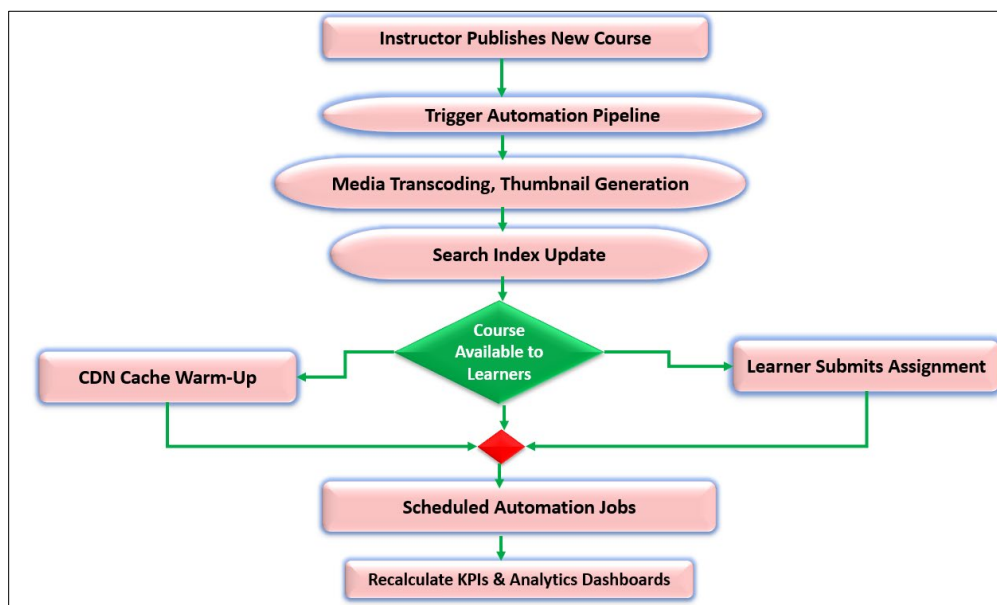 Instructor Publishes New Course
Trigger Automation Pipeline
Media Transcoding, Thumbnail Generation
Search Index Update
Course
Available to
Learners
CDN Cache Warm-Up
Learner Submits Assignment
Scheduled Automation Jobs
Recalculate KPIs & Analytics Dashboards